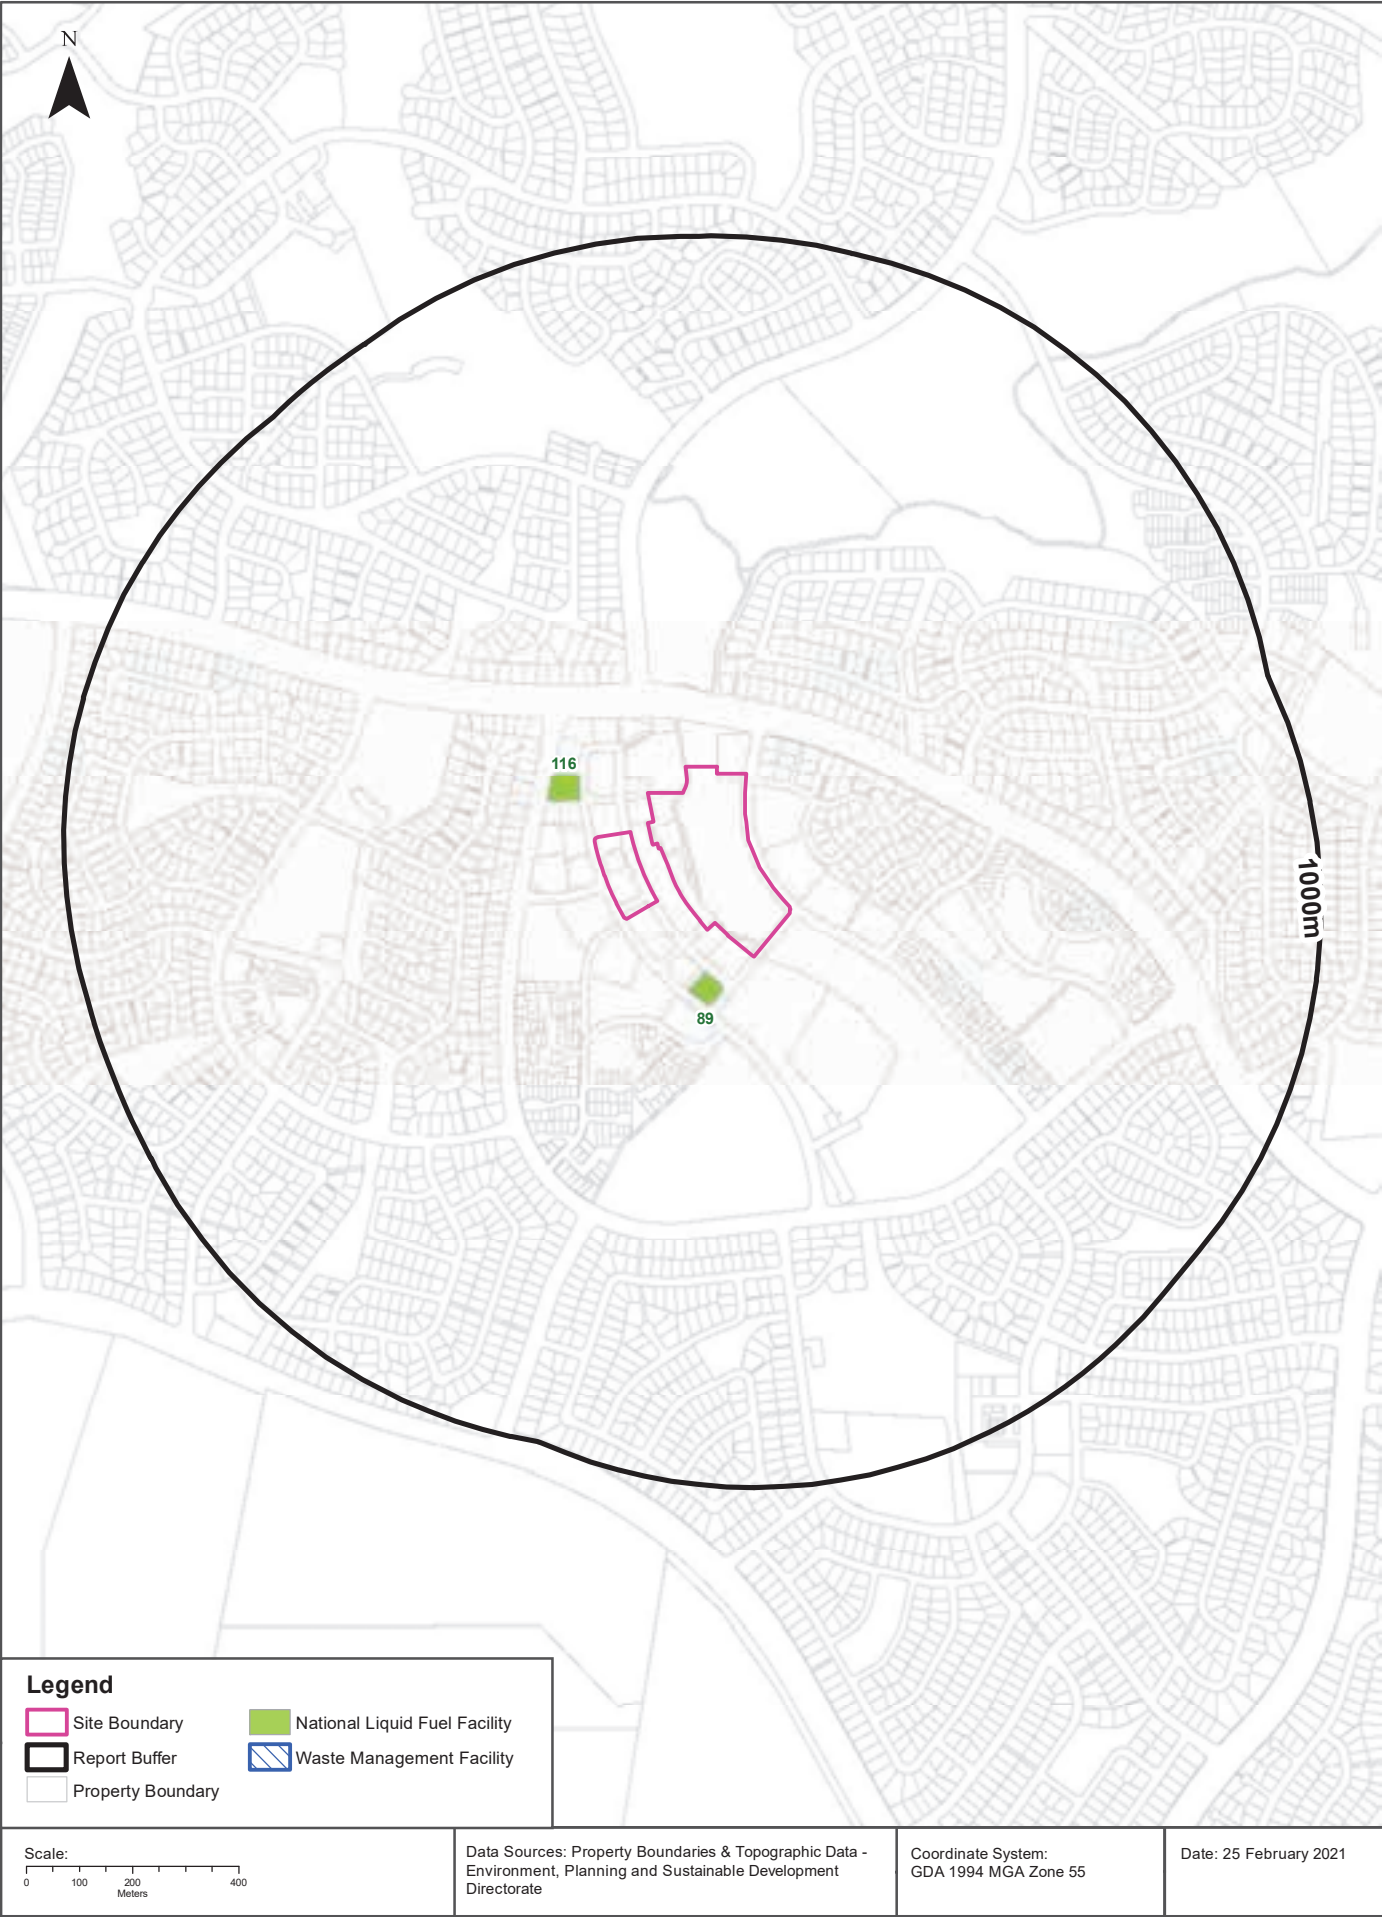 N
116
1000m
89
Legend
Site Boundary
National Liquid Fuel Facility
Report Buffer
Waste Management Facility
Property Boundary
Scale:
0 100 200 400
Meters
Data Sources: Property Boundaries & Topographic Data -
Environment, Planning and Sustainable Development
Directorate
Coordinate System:
GDA 1994 MGA Zone 55
Date: 25 February 2021